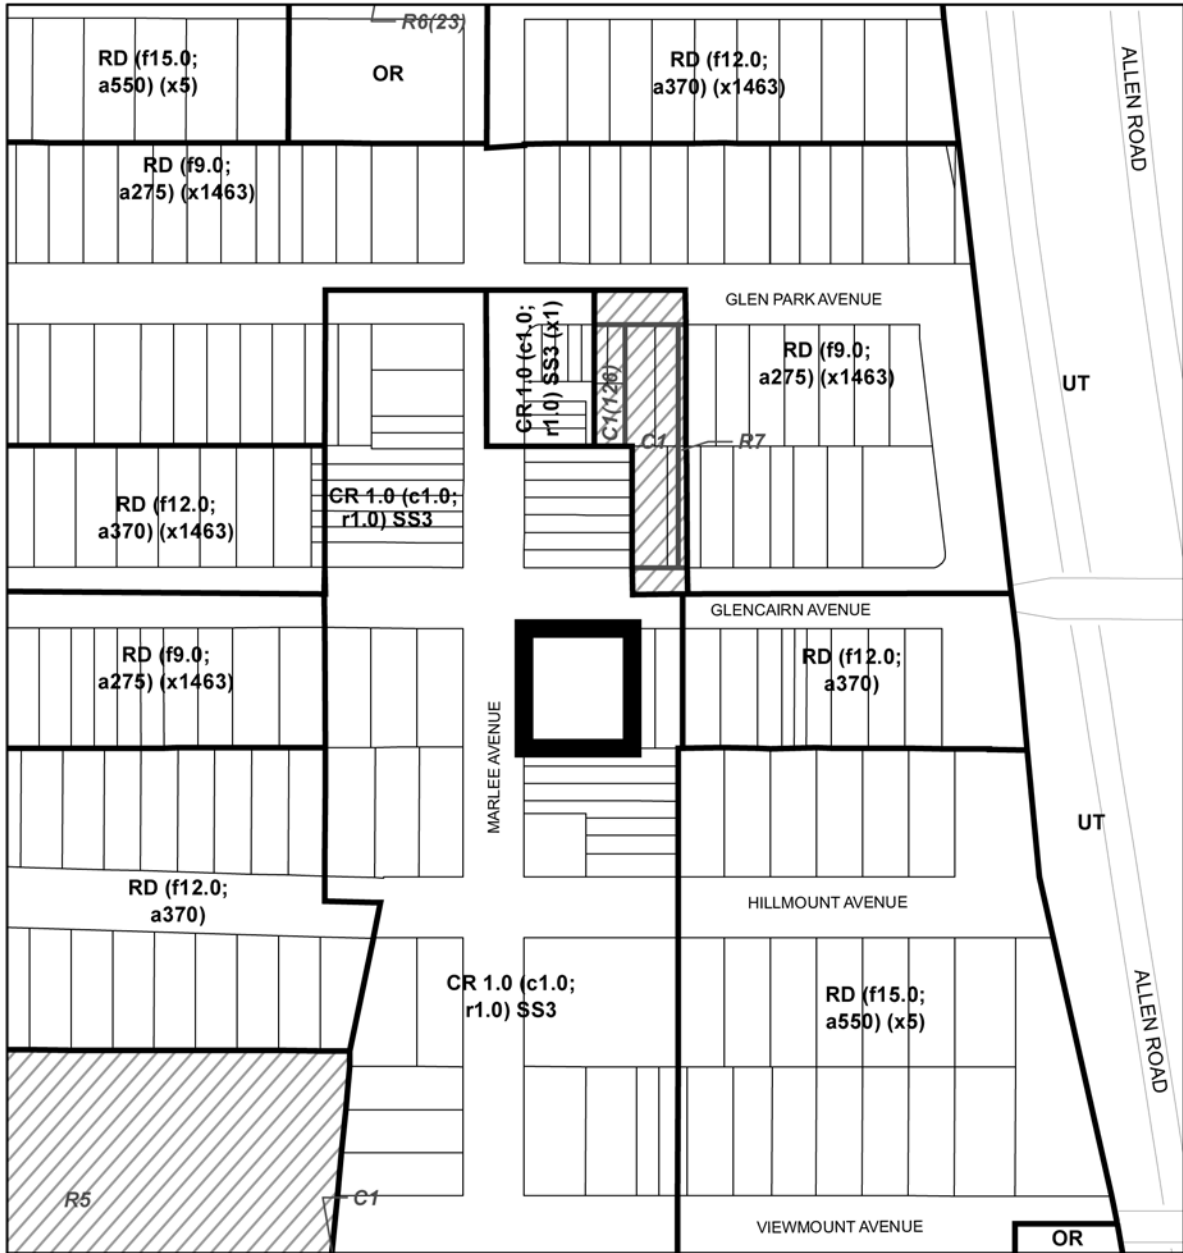 R6(23)
RD (f15.0;
a550) (x5)
OR
RD (f12.0;
a370) (x1463)
ALLEN ROAD
RD (f9.0;
a275) (x1463)
GLEN PARK AVENUE
CR 1.0 (c1.0;
r1.0) SS3 (x1)
C1(126)
RD (f9.0;
a275) (x1463)
UT
C1
R7
RD (f12.0;
a370) (x1463)
CR 1.0 (c1.0;
r1.0) SS3
GLENCAIRN AVENUE
RD (f9.0;
a275) (x1463)
RD (f12.0;
a370)
MARLEE AVENUE
UT
RD (f12.0;
a370)
HILLMOUNT AVENUE
CR 1.0 (c1.0;
r1.0) SS3
RD (f15.0;
a550) (x5)
ALLEN ROAD
R5
C1
VIEWMOUNT AVENUE
OR